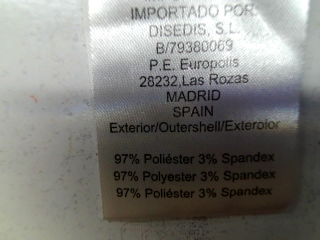 IMPORTADO POR:
DISEDIS, S.L.
B/79380069
P.E. Europolis
28232,Las Rozas
MADRID
SPAIN
Exterior/Outershell/Exterolor
97% Poliéster 3% Spandex
97% Polyester 3% Spandex
97% Poliéster 3% Spandex